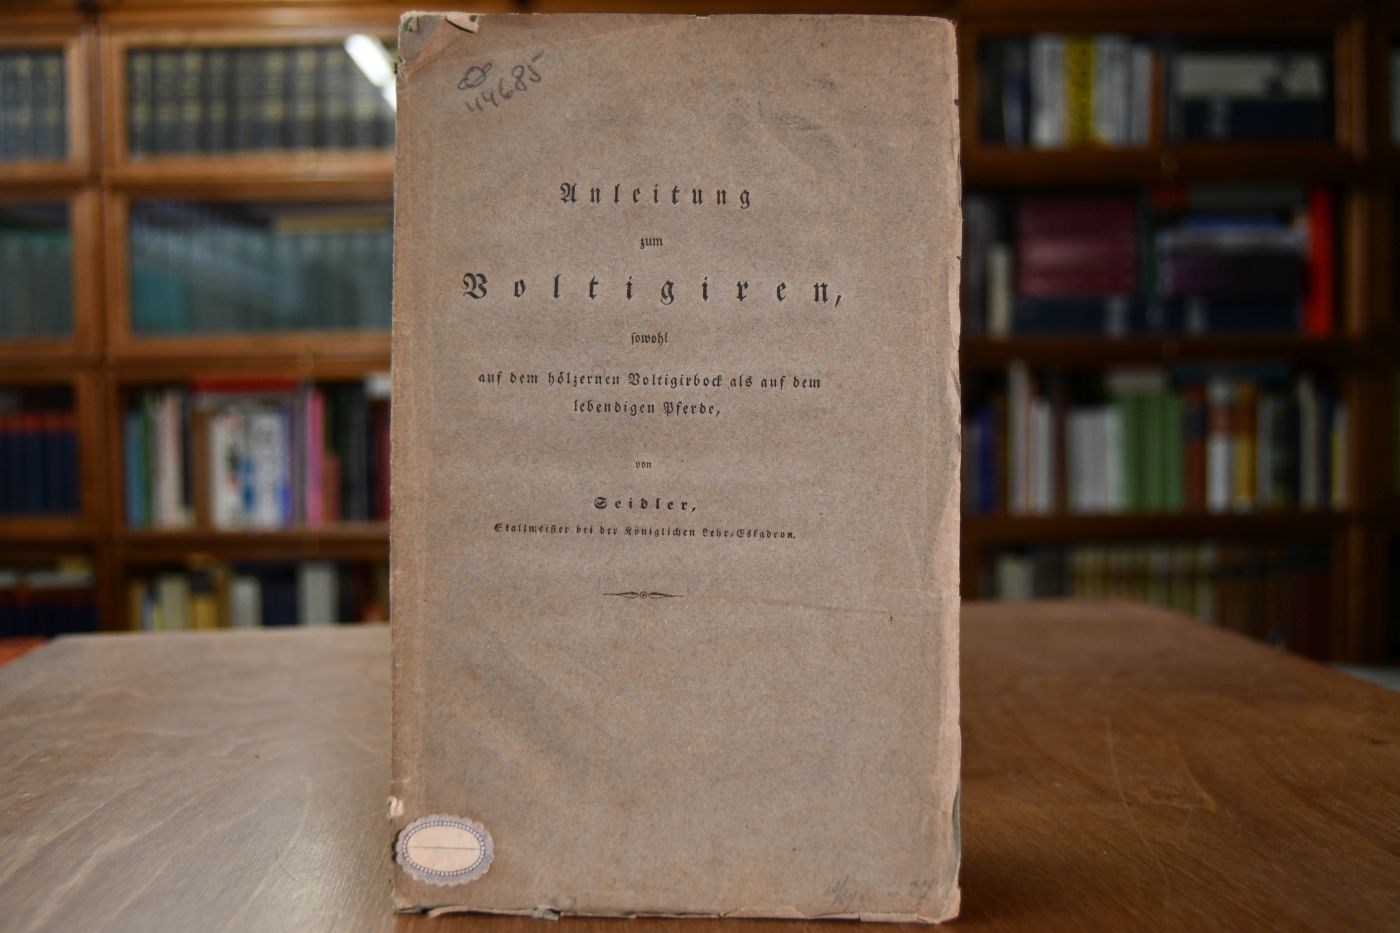 44685
Anleitung
zum
Voltigiren,
sowohl
auf dem hölzernen Voltigirbock als auf dem
lebendigen Pferde,
von
Seidler,
Stallmeister bei der Königlichen Lehr-Eskadron.